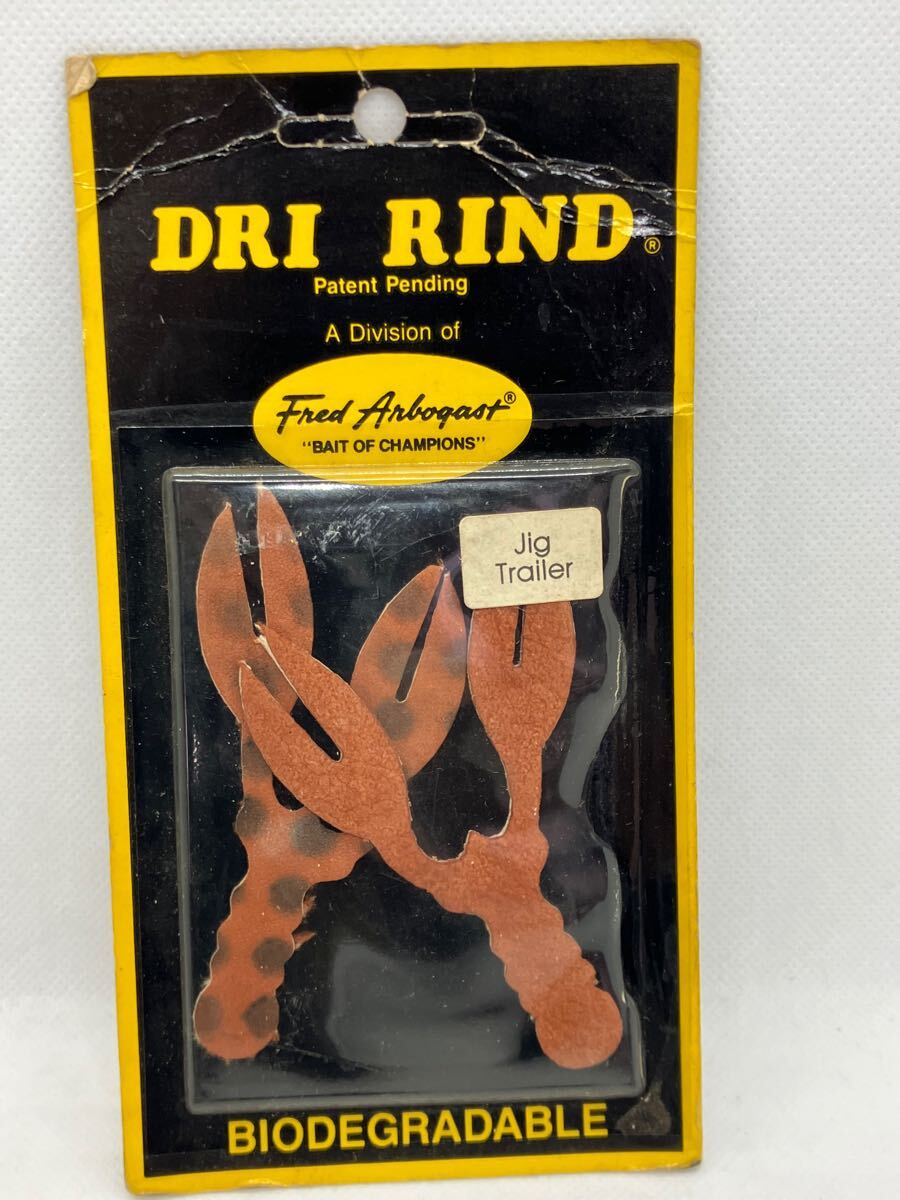 DRI RIND®
Patent Pending
A Division of
Fred Arbogast®
"BAIT OF CHAMPIONS"
Jig
Trailer
BIODEGRADABLE